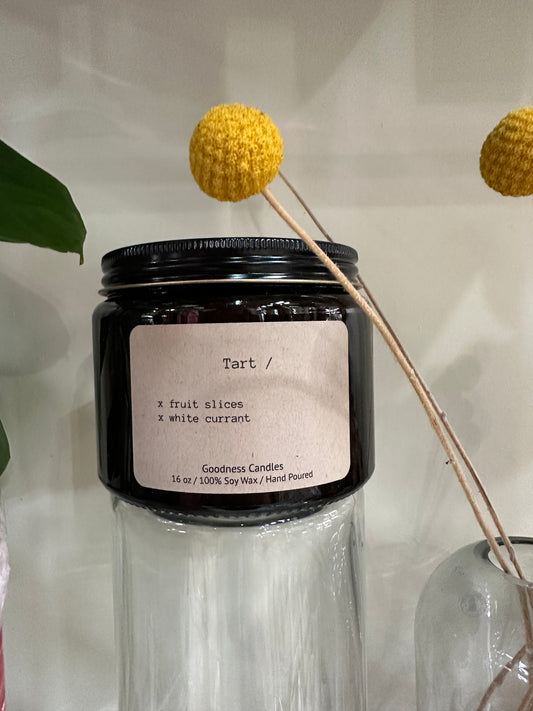 Tart /
x fruit slices
x white currant
Goodness Candles
16 oz / 100% Soy Wax / Hand Poured